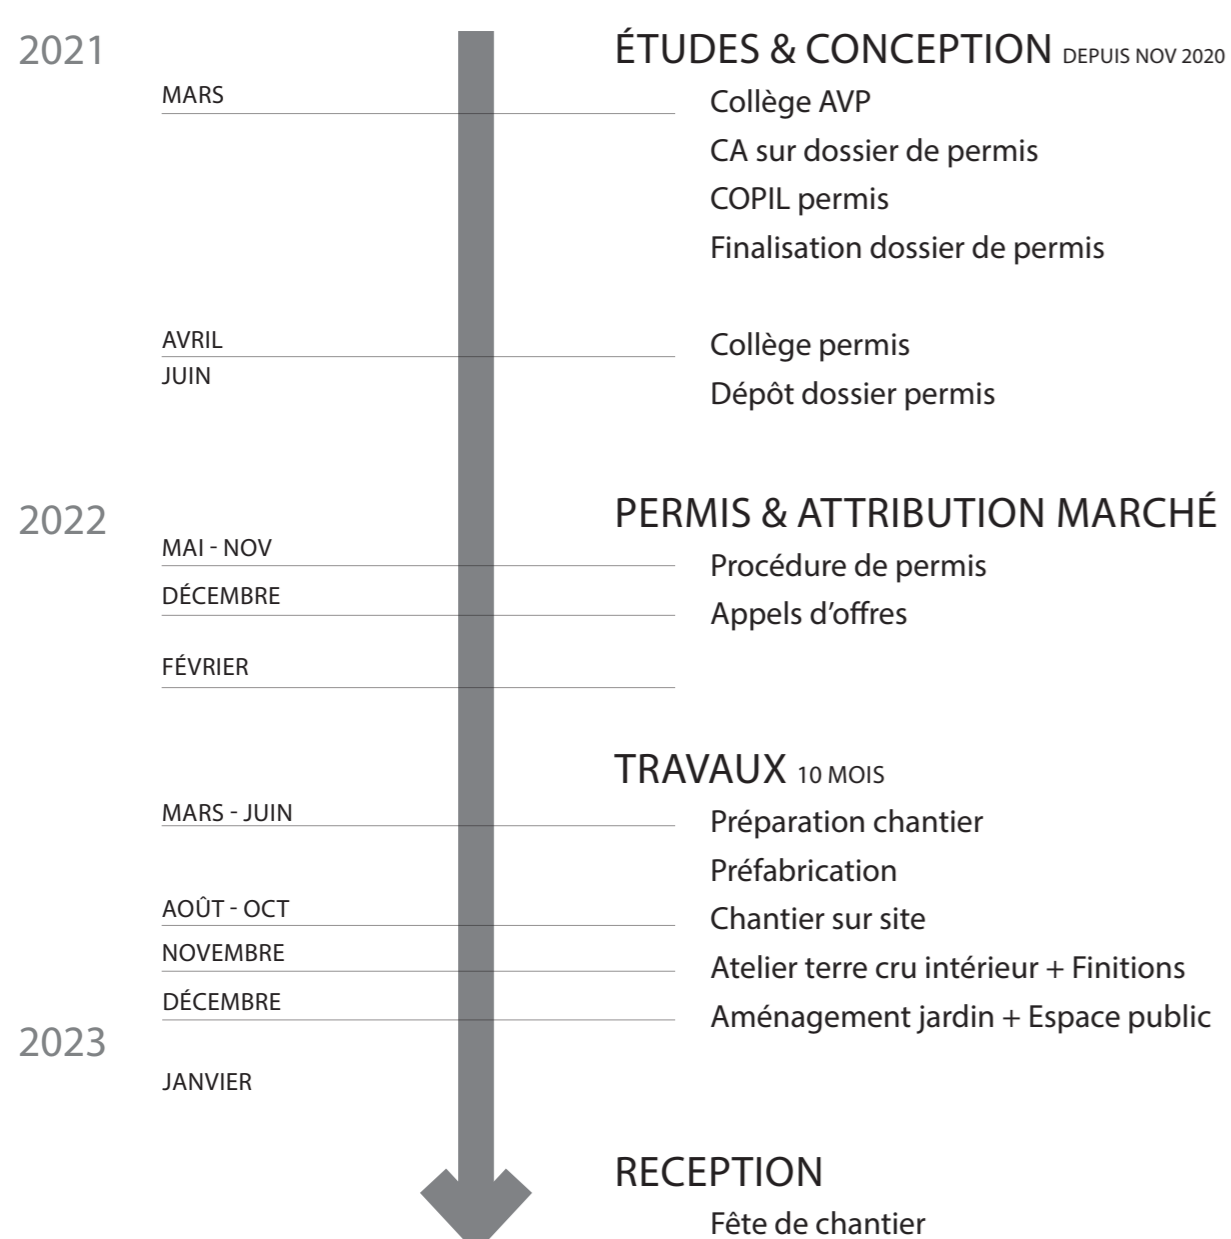 2021
ÉTUDES & CONCEPTION DEPUIS NOV 2020
MARS
Collège AVP
CA sur dossier de permis
COPIL permis
Finalisation dossier de permis
AVRIL
Collège permis
JUIN
Dépôt dossier permis
2022
PERMIS & ATTRIBUTION MARCHÉ
MAI - NOV
Procédure de permis
DÉCEMBRE
Appels d’offres
FÉVRIER
TRAVAUX 10 MOIS
MARS - JUIN
Préparation chantier
Préfabrication
AOÛT - OCT
Chantier sur site
NOVEMBRE
Atelier terre cru intérieur + Finitions
DÉCEMBRE
Aménagement jardin + Espace public
2023
JANVIER
RECEPTION
Fête de chantier